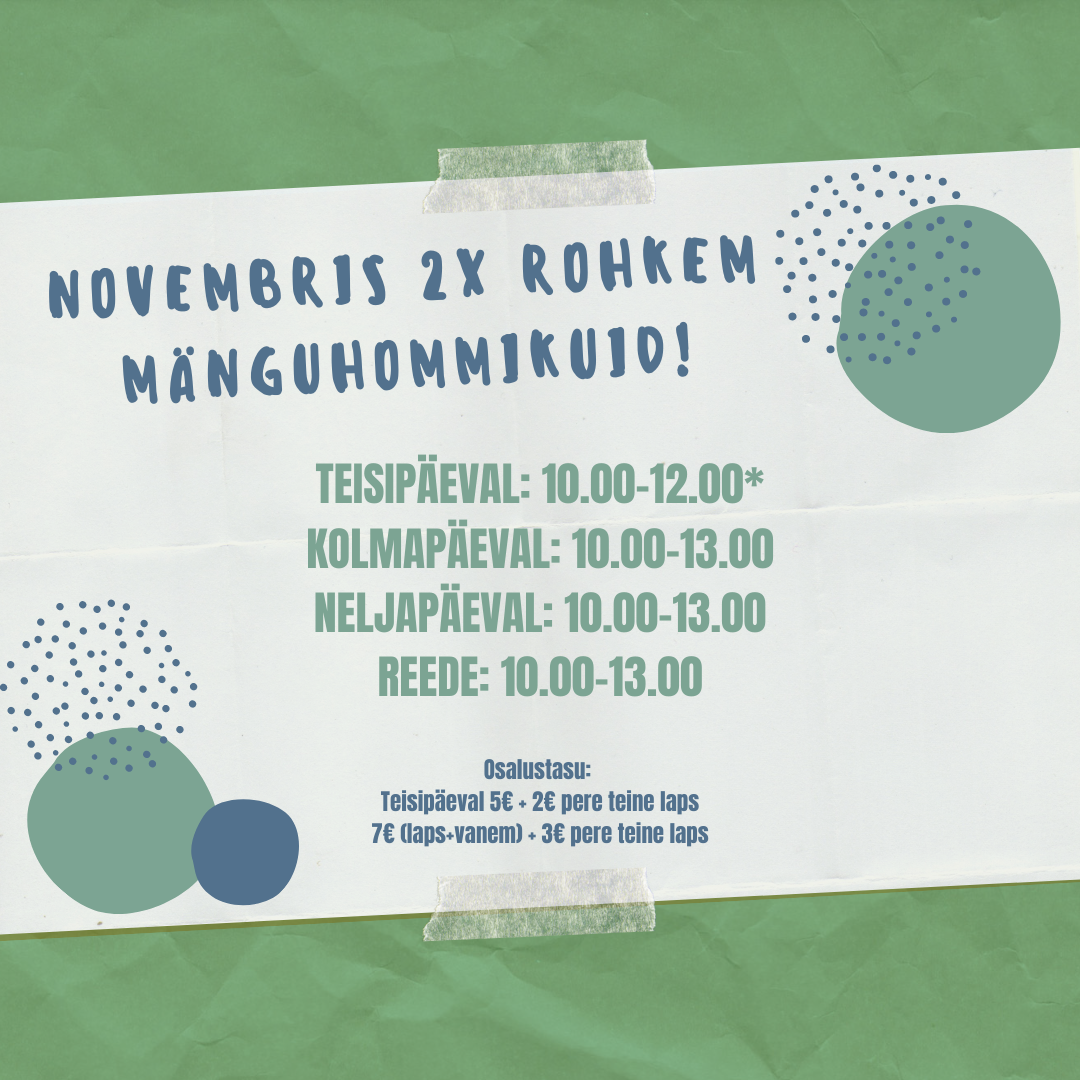 NOVEMBRIS 2X ROHKEM
MÄNGUHOMMIKUID!
TEISIPÄEVAL: 10.00-12.00*
KOLMAPÄEVAL: 10.00-13.00
NELJAPÄEVAL: 10.00-13.00
REEDE: 10.00-13.00
Osalustasu:
Teisipäeval 5€ + 2€ pere teine laps
7€ (laps+vanem) + 3€ pere teine laps